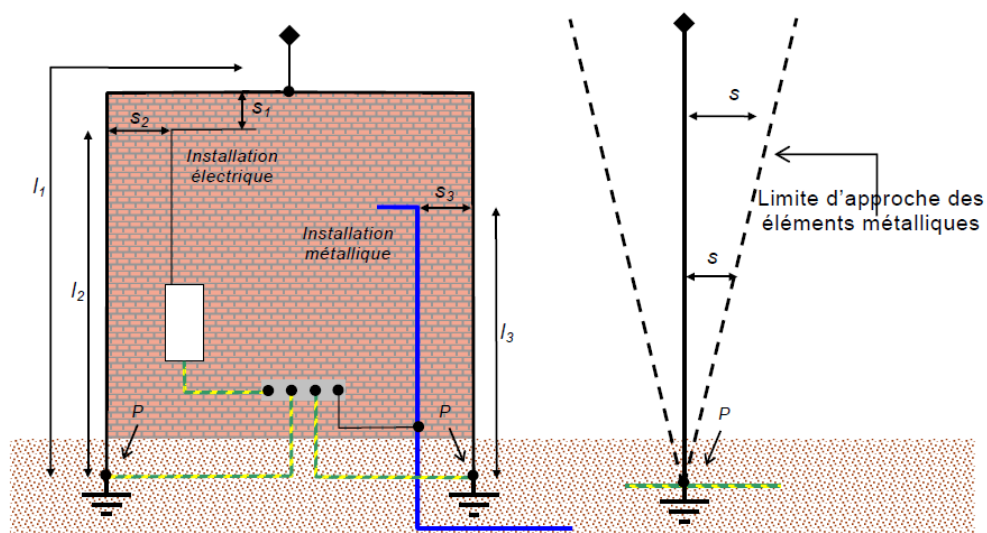 s₁
s₂
Installation
électrique
l₁
s₃
Installation
métallique
l₂
l₃
P
P
s
Limite d’approche des
éléments métalliques
s
P